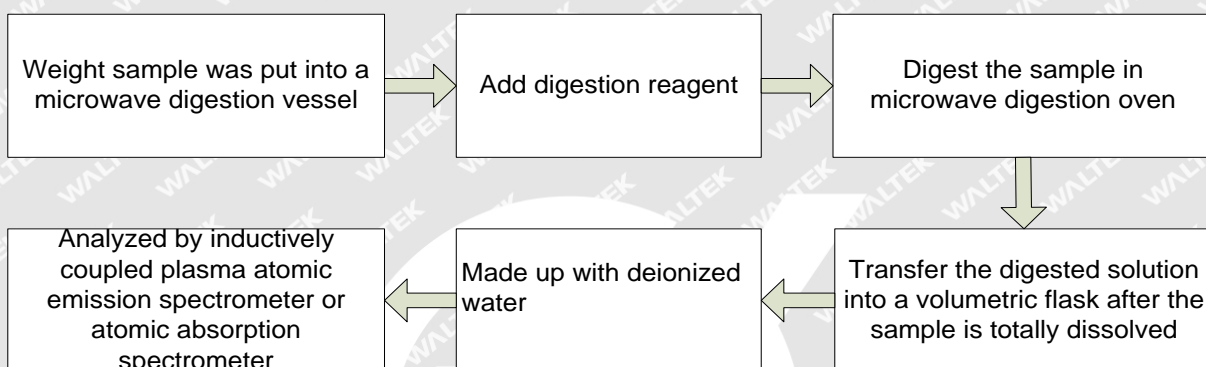 Weight sample was put into a
microwave digestion vessel
Add digestion reagent
Digest the sample in
microwave digestion oven
Transfer the digested solution
into a volumetric flask after the
sample is totally dissolved
Made up with deionized
water
Analyzed by inductively
coupled plasma atomic
emission spectrometer or
atomic absorption
spectrometer
WALTEK